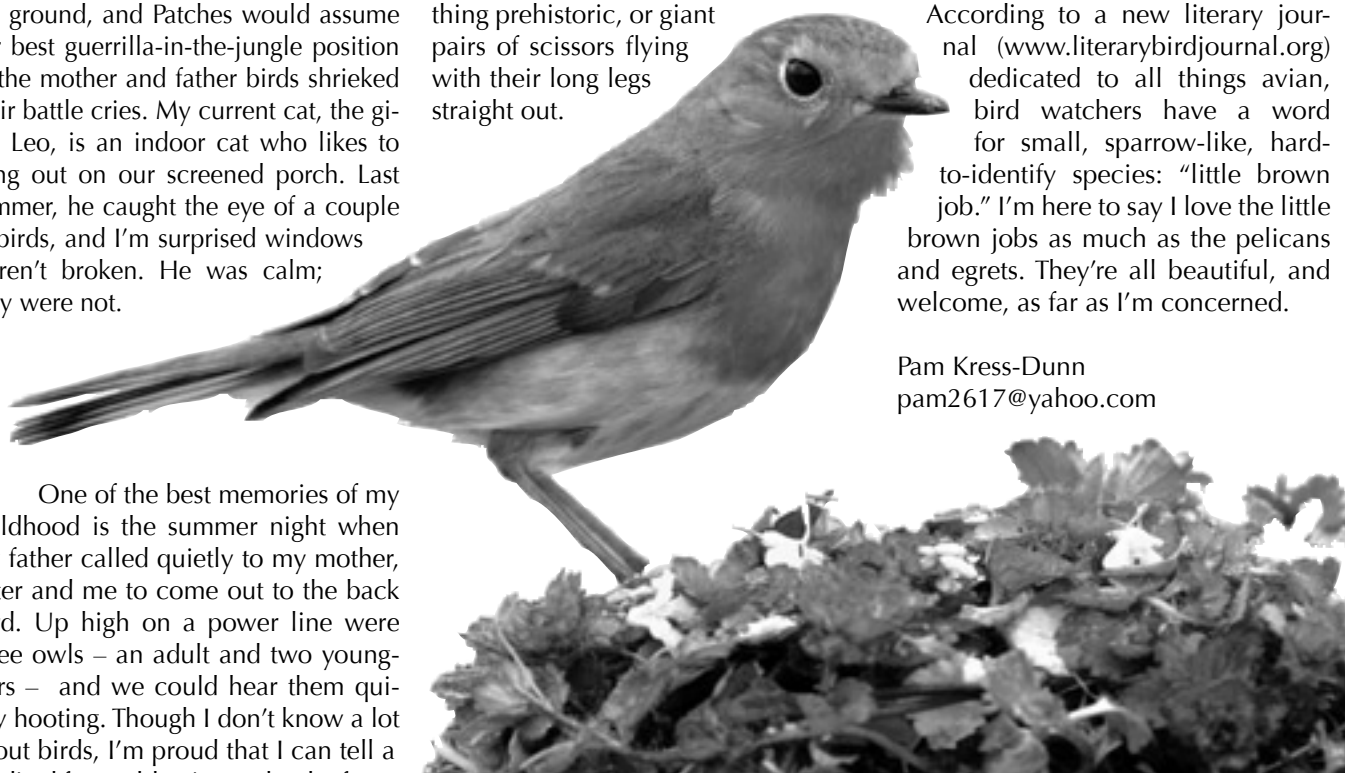 ground, and Patches would assume
best guerrilla-in-the-jungle position
the mother and father birds shrieked
ir battle cries. My current cat, the gi-
Leo, is an indoor cat who likes to
ng out on our screened porch. Last
mmer, he caught the eye of a couple
birds, and I'm surprised windows
ren't broken. He was calm;
y were not.
One of the best memories of my
ildhood is the summer night when
father called quietly to my mother,
ter and me to come out to the back
d. Up high on a power line were
ee owls – an adult and two young-
rs – and we could hear them qui-
y hooting. Though I don't know a lot
out birds, I'm proud that I can tell a
thing prehistoric, or giant
pairs of scissors flying
with their long legs
straight out.
According to a new literary jour-
nal (www.literarybirdjournal.org)
dedicated to all things avian,
bird watchers have a word
for small, sparrow-like, hard-
to-identify species: “little brown
job.” I'm here to say I love the little
brown jobs as much as the pelicans
and egrets. They're all beautiful, and
welcome, as far as I'm concerned.
Pam Kress-Dunn
pam2617@yahoo.com